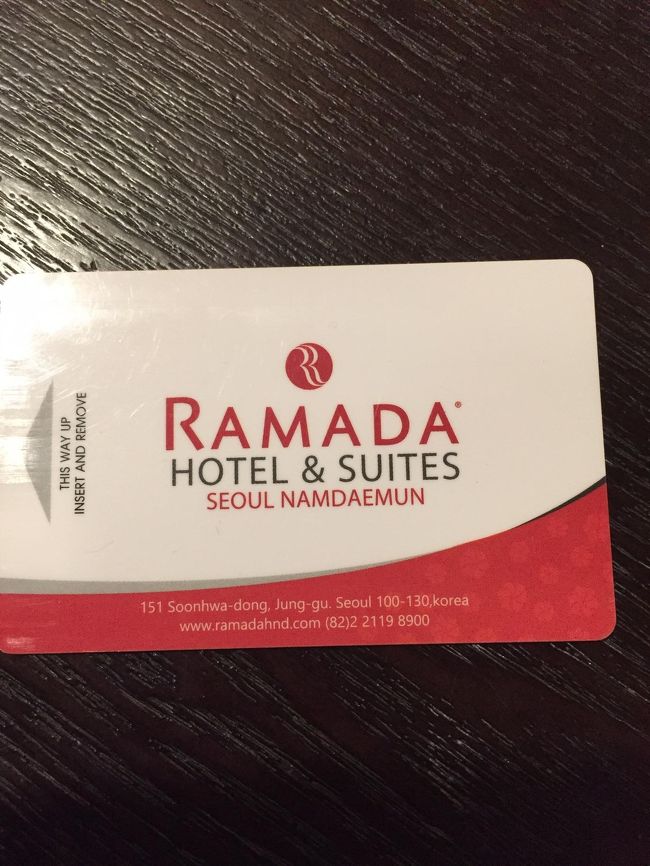 THIS WAY UP
INSERT AND REMOVE
RAMADA®
HOTEL & SUITES
SEOUL NAMDAEMUN
151 Soonhwa-dong, Jung-gu. Seoul 100-130,korea
www.ramadahnd.com (82)2 2119 8900